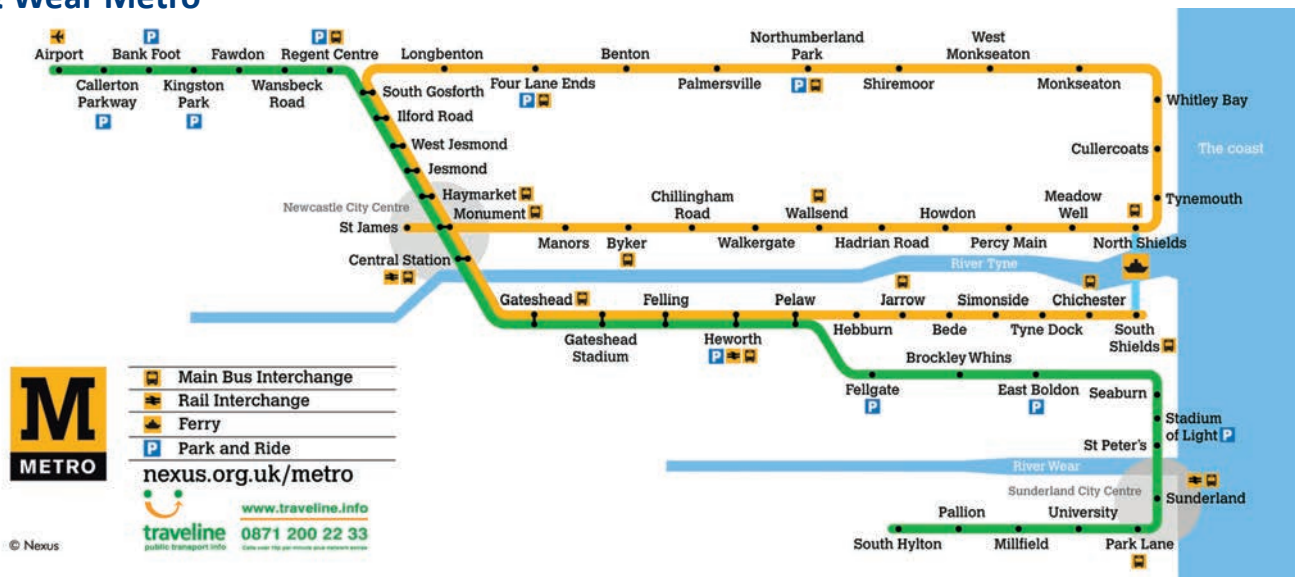 Wear Metro
Airport
Bank Foot
Fawdon
Regent Centre
Callerton
Parkway
Kingston
Park
Wansbeck
Road
Longbenton
Four Lane Ends
Benton
Palmersville
Northumberland
Park
Shiremoor
West
Monkseaton
Monkseaton
Whitley Bay
Cullercoats
The coast
Tynemouth
South Gosforth
Ilford Road
West Jesmond
Jesmond
Haymarket
Newcastle City Centre
Monument
St James
Central Station
Manors
Byker
Chillingham
Road
Walkergate
Wallsend
Hadrian Road
Howdon
Percy Main
Meadow
Well
North Shields
River Tyne
Gateshead
Gateshead
Stadium
Felling
Heworth
Pelaw
Hebburn
Jarrow
Bede
Simonside
Tyne Dock
Chichester
South
Shields
Fellgate
Brockley Whins
East Boldon
Seaburn
Stadium
of Light
St Peter's
River Wear
Sunderland City Centre
Sunderland
Park Lane
University
Millfield
Pallion
South Hylton
M
METRO
Main Bus Interchange
Rail Interchange
Ferry
P Park and Ride
nexus.org.uk/metro
traveline
public transport info
www.traveline.info
0871 200 22 33
© Nexus